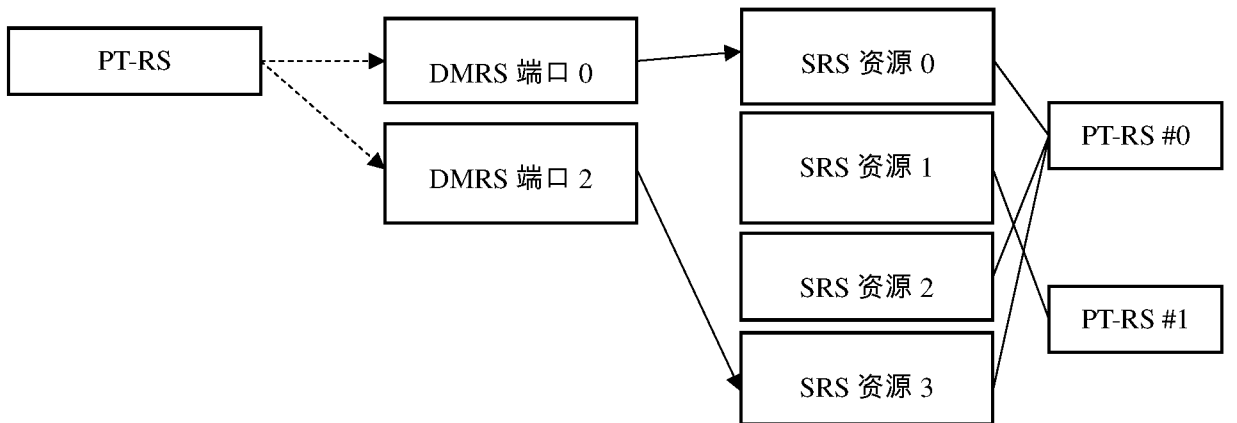 PT-RS
DMRS 端口 0
DMRS 端口 2
SRS 资源 0
SRS 资源 1
SRS 资源 2
SRS 资源 3
PT-RS #0
PT-RS #1